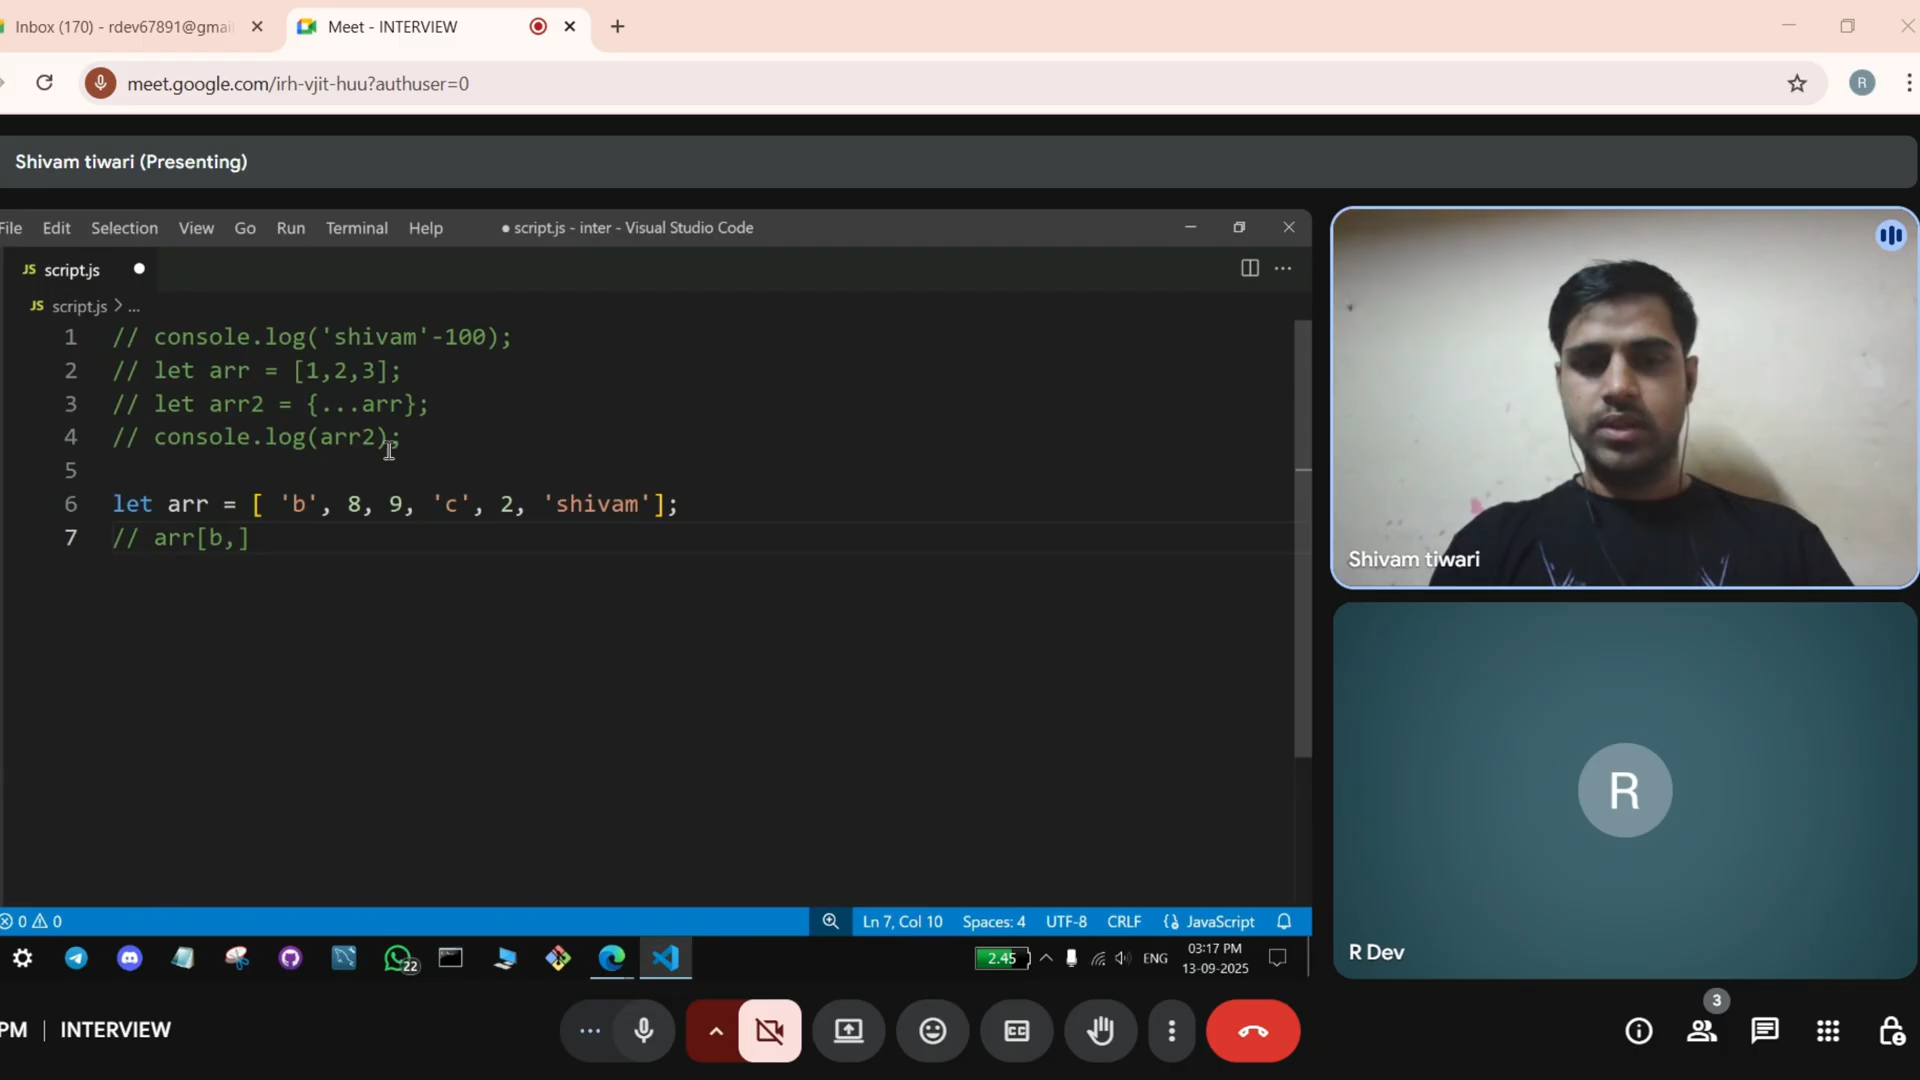 Inbox (170) - rdev67891@gmai
Meet - INTERVIEW
meet.google.com/irh-vjit-huu?authuser=0
R
Shivam tiwari (Presenting)
File Edit Selection View Go Run Terminal Help
● script.js - inter - Visual Studio Code
JS script.js
JS script.js > ...
1 // console.log('shivam'-100);
2 // let arr = [1,2,3];
3 // let arr2 = {...arr};
4 // console.log(arr2);
5
6 let arr = [ 'b', 8, 9, 'c', 2, 'shivam'];
7 // arr[b,]
Shivam tiwari
R
R Dev
0 0
Ln 7, Col 10 Spaces: 4 UTF-8 CRLF {} JavaScript
22
2.45
ENG
03:17 PM
13-09-2025
PM | INTERVIEW
CC
3